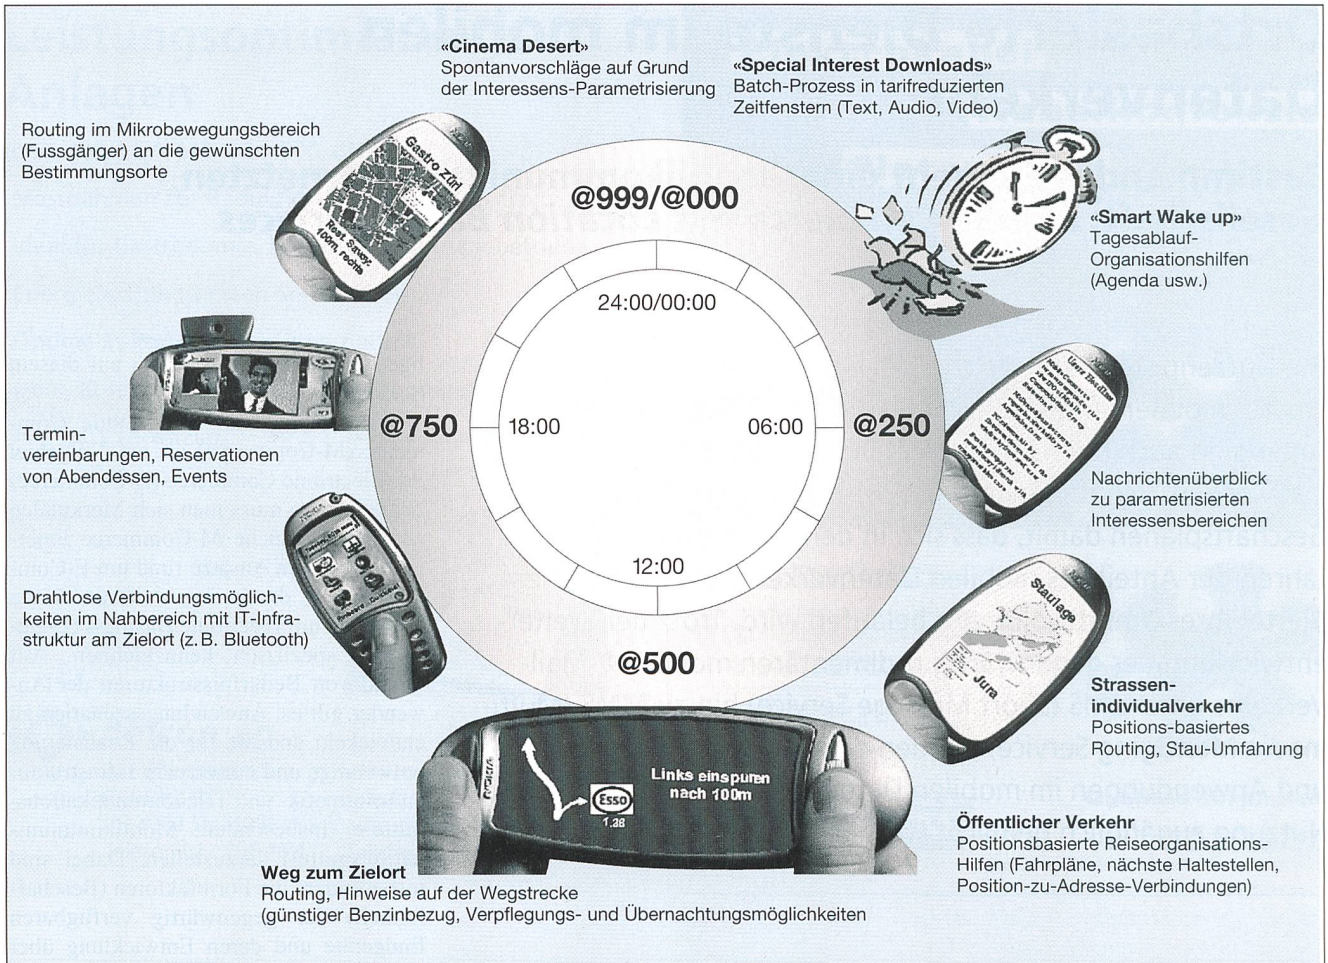 «Cinema Desert»
Spontanvorschläge auf Grund
der Interessens-Parametrisierung
«Special Interest Downloads»
Batch-Prozess in tarifreduzierten
Zeitfenstern (Text, Audio, Video)
Routing im Mikrobewegungsbereich
(Fussgänger) an die gewünschten
Bestimmungsorte
Gastro Züri
Rest. Savoy,
100m, rechts
@999/@000
«Smart Wake up»
Tagesablauf-
Organisationshilfen
(Agenda usw.)
24:00/00:00
@750
18:00
06:00
@250
Termin-
vereinbarungen, Reservationen
von Abendessen, Events
Nachrichtenüberblick
zu parametrisierten
Interessensbereichen
12:00
Drahtlose Verbindungsmöglich-
keiten im Nahbereich mit IT-Infra-
struktur am Zielort (z.B. Bluetooth)
@500
Staulage
Jura
Strassen-
individualverkehr
Positions-basiertes
Routing, Stau-Umfahrung
NOKIA
Links einspuren
nach 100m
Esso
1.38
Öffentlicher Verkehr
Positionsbasierte Reiseorganisations-
Hilfen (Fahrpläne, nächste Haltestellen,
Position-zu-Adresse-Verbindungen)
Weg zum Zielort
Routing, Hinweise auf der Wegstrecke
(günstiger Benzinbezug, Verpflegungs- und Übernachtungsmöglichkeiten